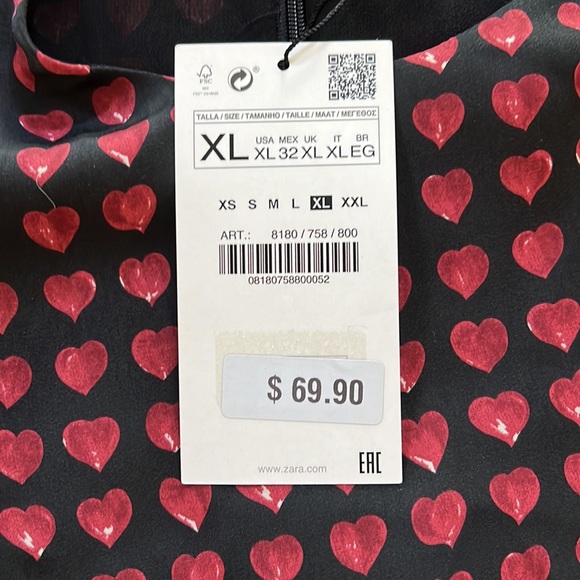 FSC
TALLA / SIZE / TAMANHO / TAILLE / MAAT / ΜΕΓΕΘΟΣ
USA MEX UK IT BR
XL XL 32 XL XL EG
XS S M L XL XXL
ART.: 8180 / 758 / 800
08180758800052
$ 69.90
www.zara.com
EAC